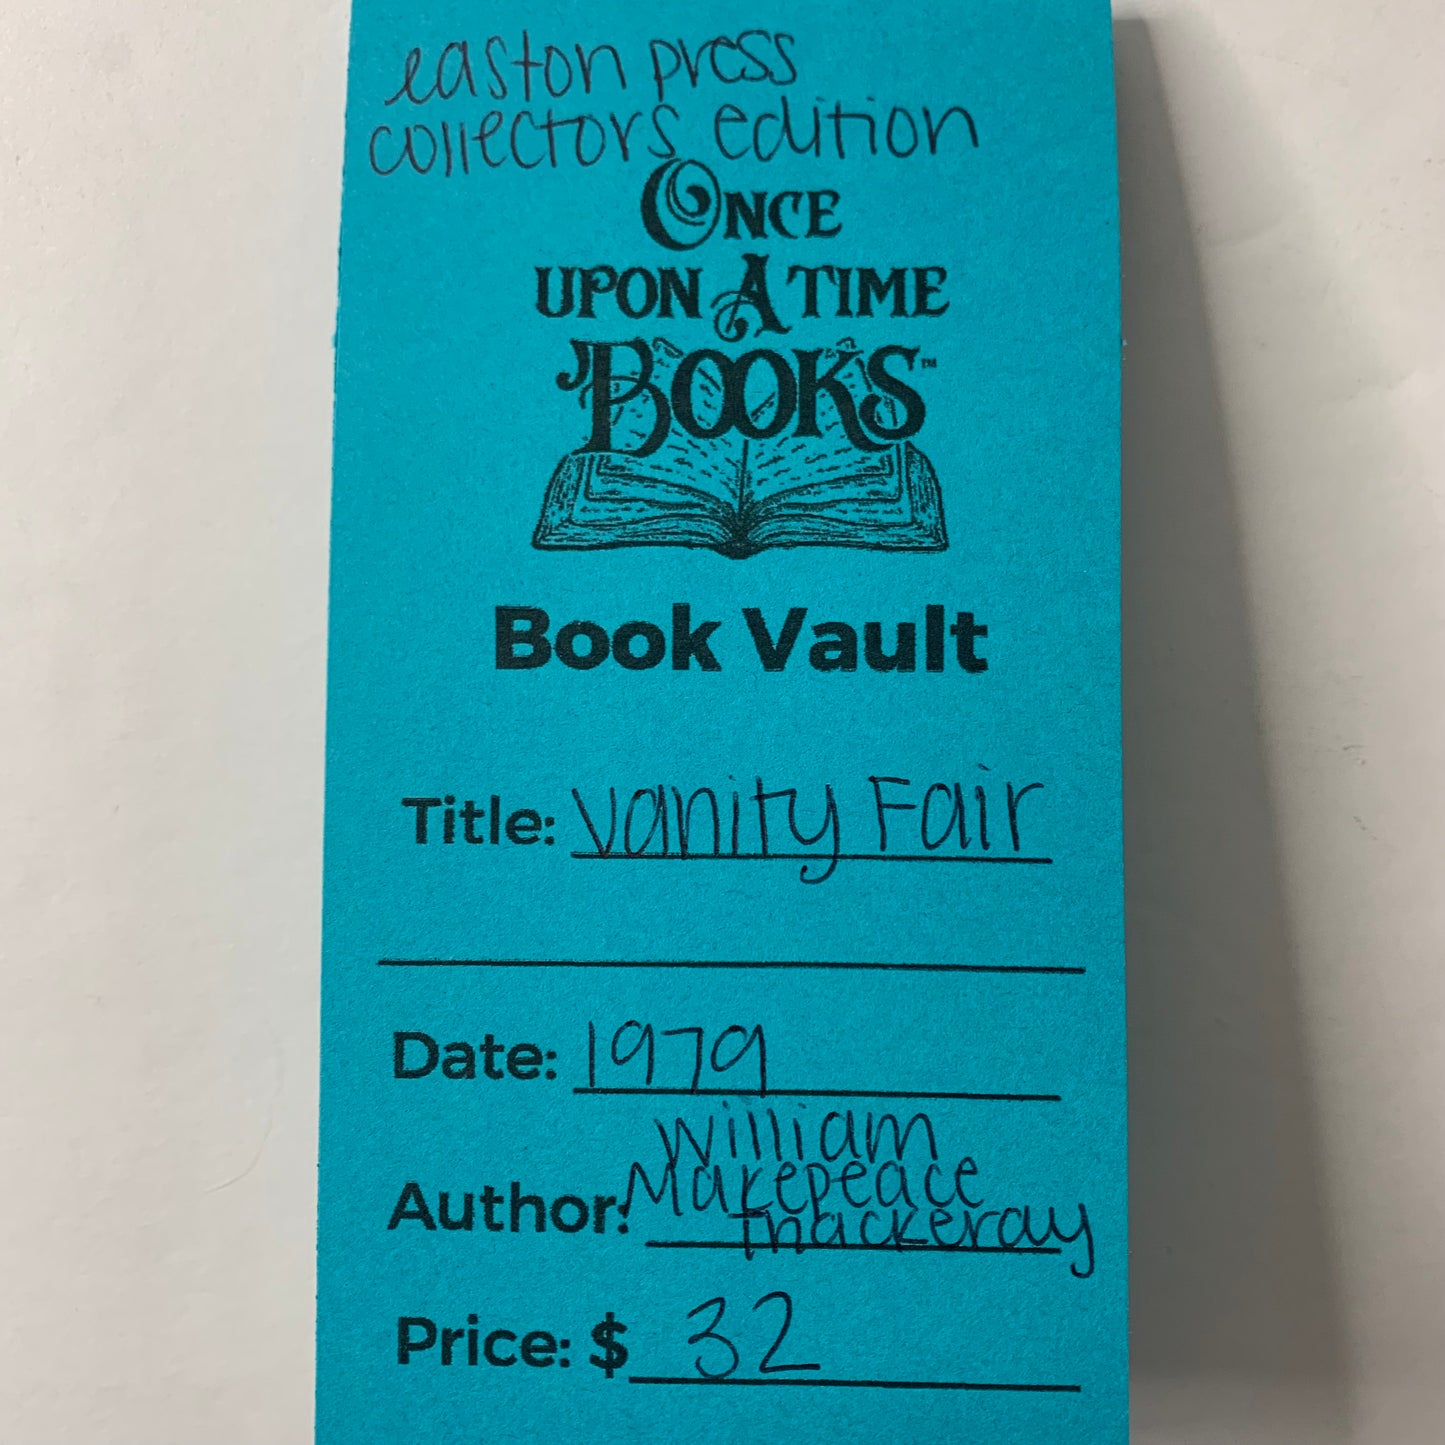 easton press
collectors edition
ONCE
UPON A TIME
BOOKS™
Book Vault
Title: Vanity Fair
Date: 1979
William
Author: Makepeace
Thackeray
Price: $ 32